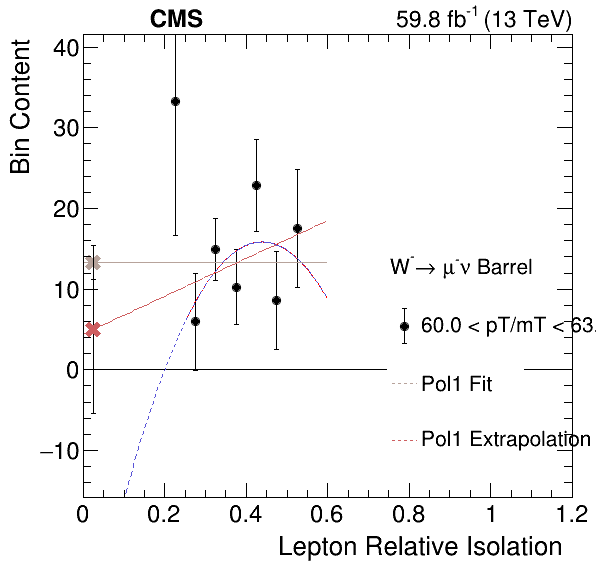 CMS 59.8 fb⁻¹ (13 TeV)
Bin Content
40
30
20
10
0
−10
W⁻→ μ⁻ν Barrel
60.0 < pT/mT < 63.
Pol1 Fit
Pol1 Extrapolation
0 0.2 0.4 0.6 0.8 1 1.2
Lepton Relative Isolation